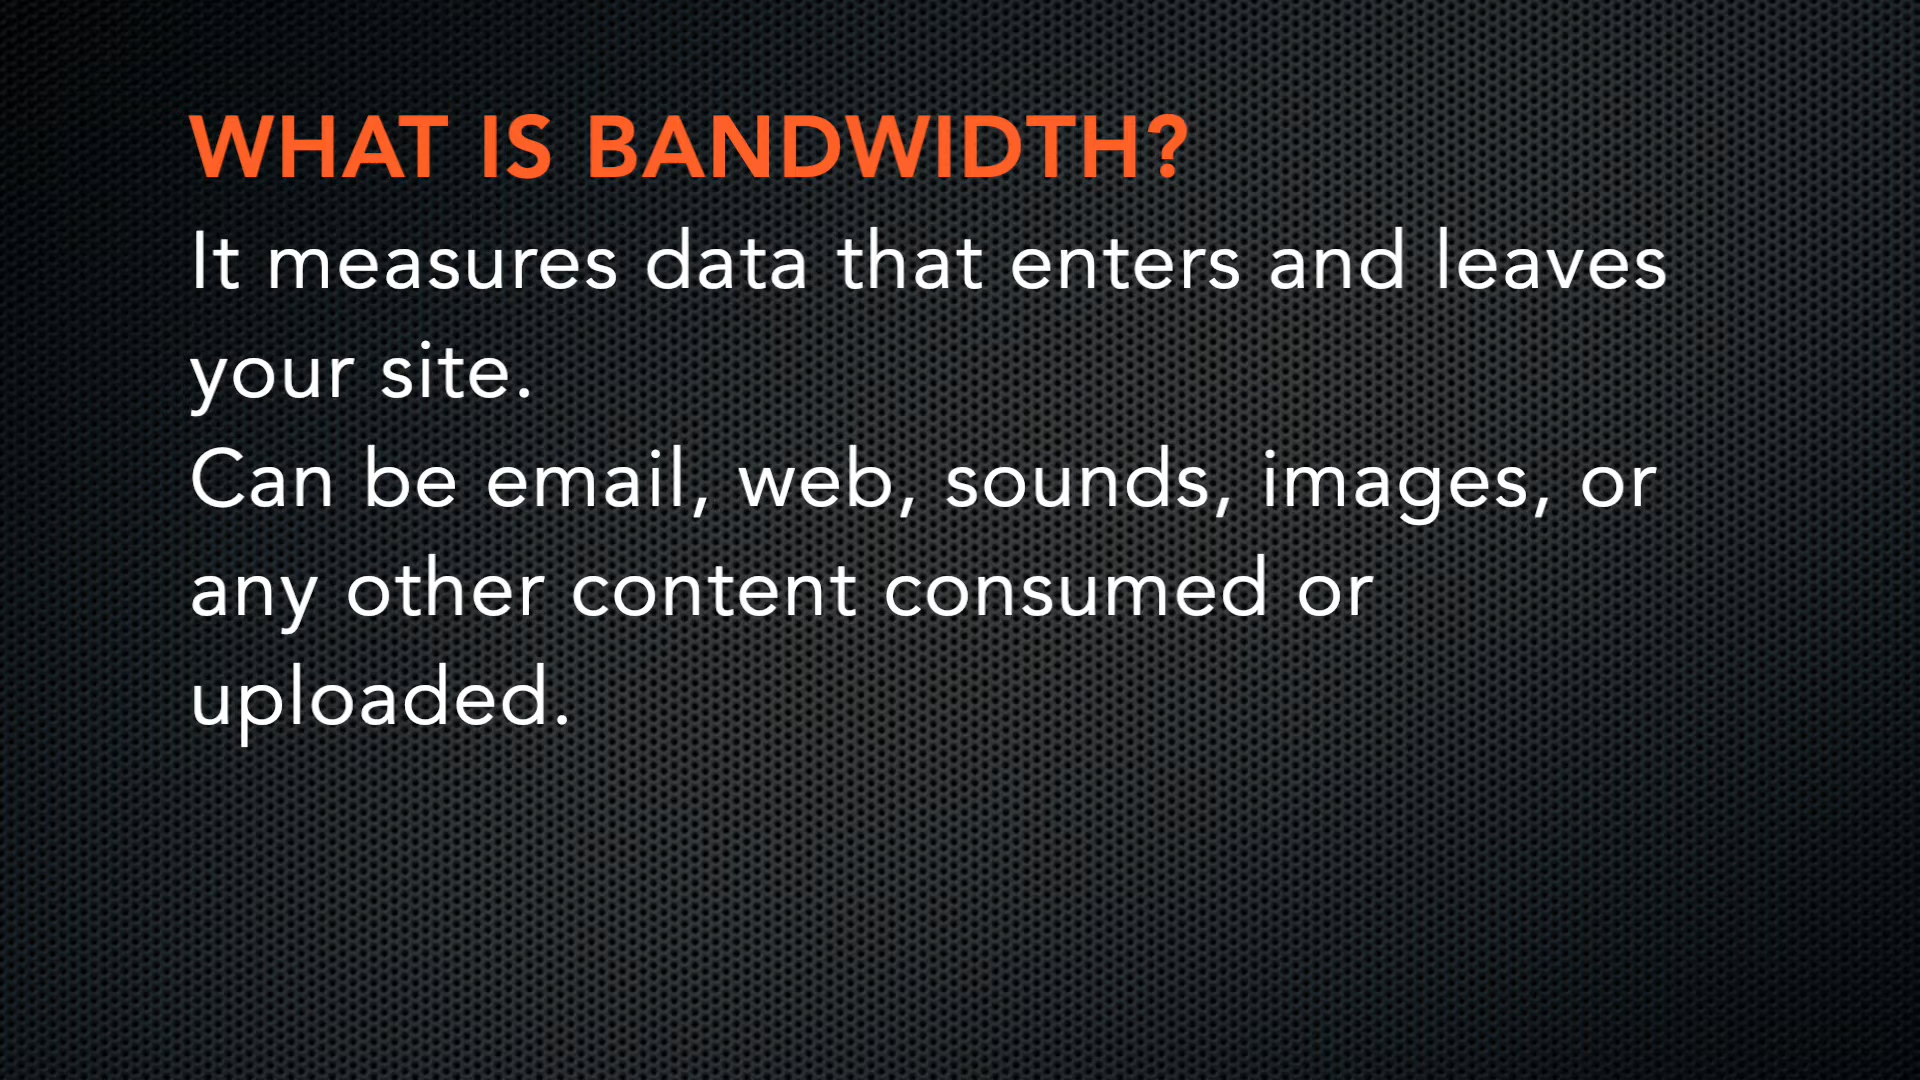 WHAT IS BANDWIDTH?
It measures data that enters and leaves
your site.
Can be email, web, sounds, images, or
any other content consumed or
uploaded.